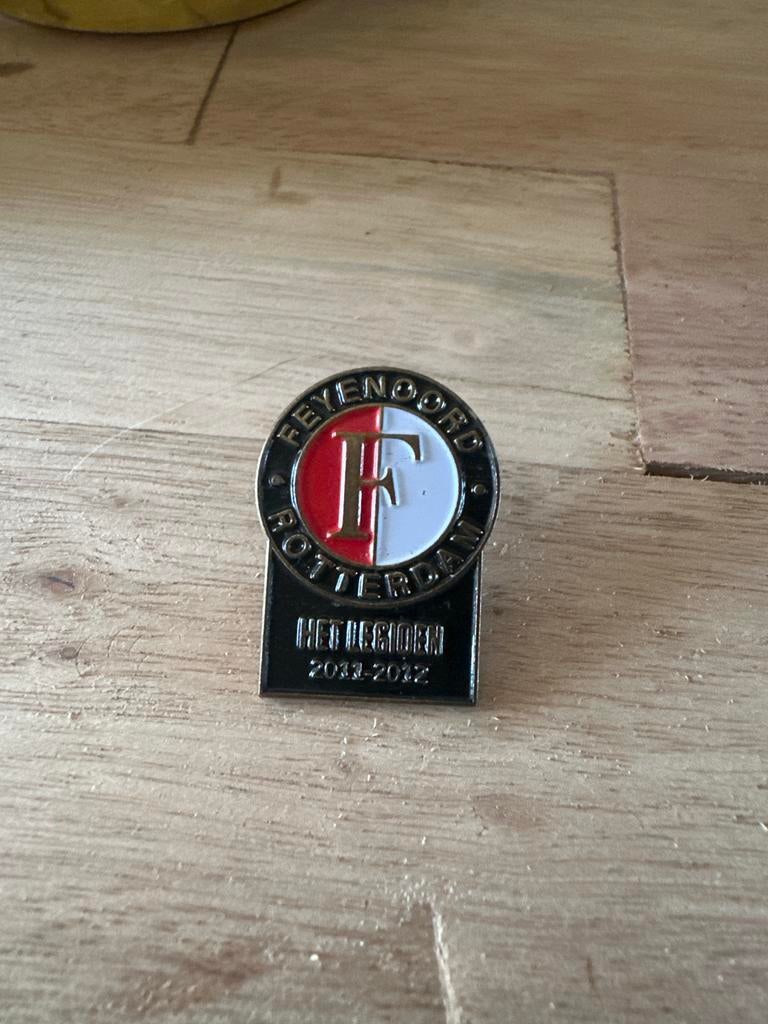 FEYENOORD
F
ROTTERDAM
HET LEGIOEN
2011-2012